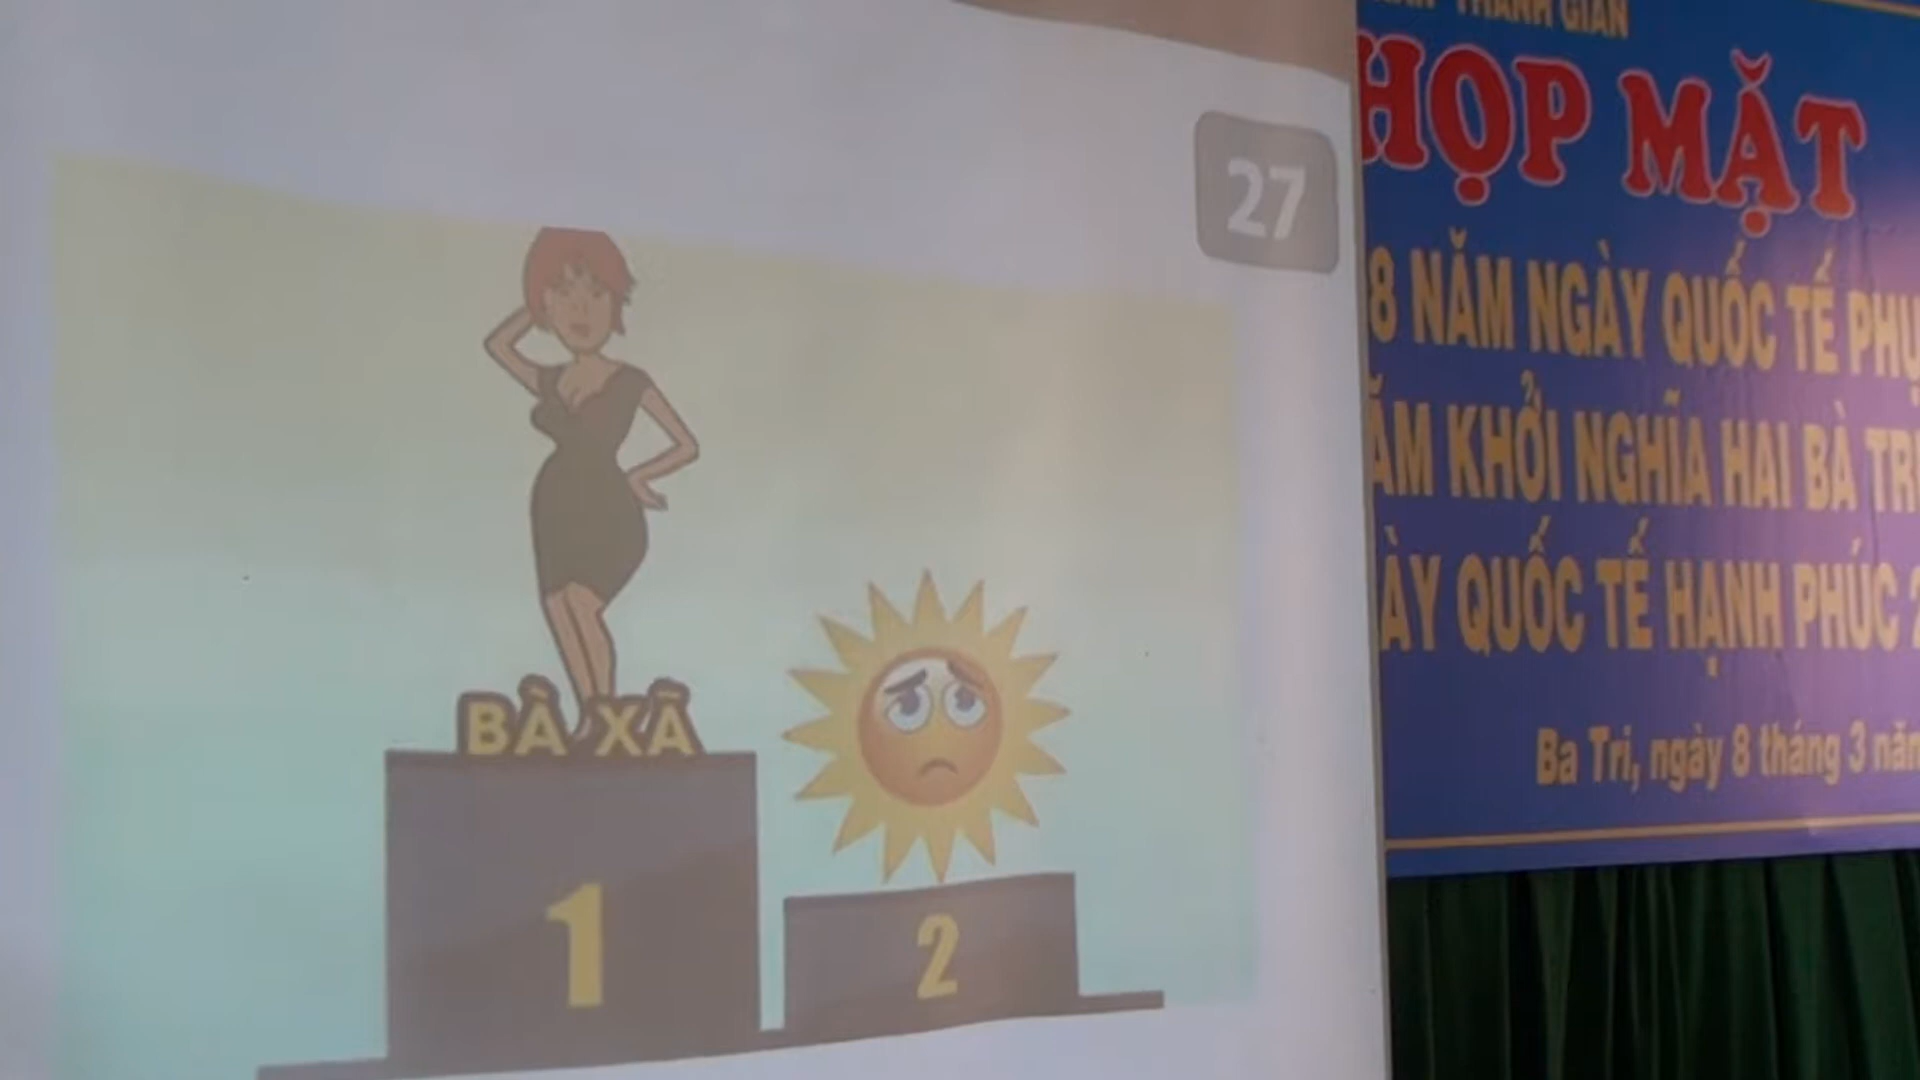 27
BÀ XÃ
1
2
THANH GIẢN
HỌP MẶT
8 NĂM NGÀY QUỐC TẾ PHỤ
ĂM KHỞI NGHĨA HAI BÀ TRƯ
ÀY QUỐC TẾ HẠNH PHÚC 2
Ba Tri, ngày 8 tháng 3 năm